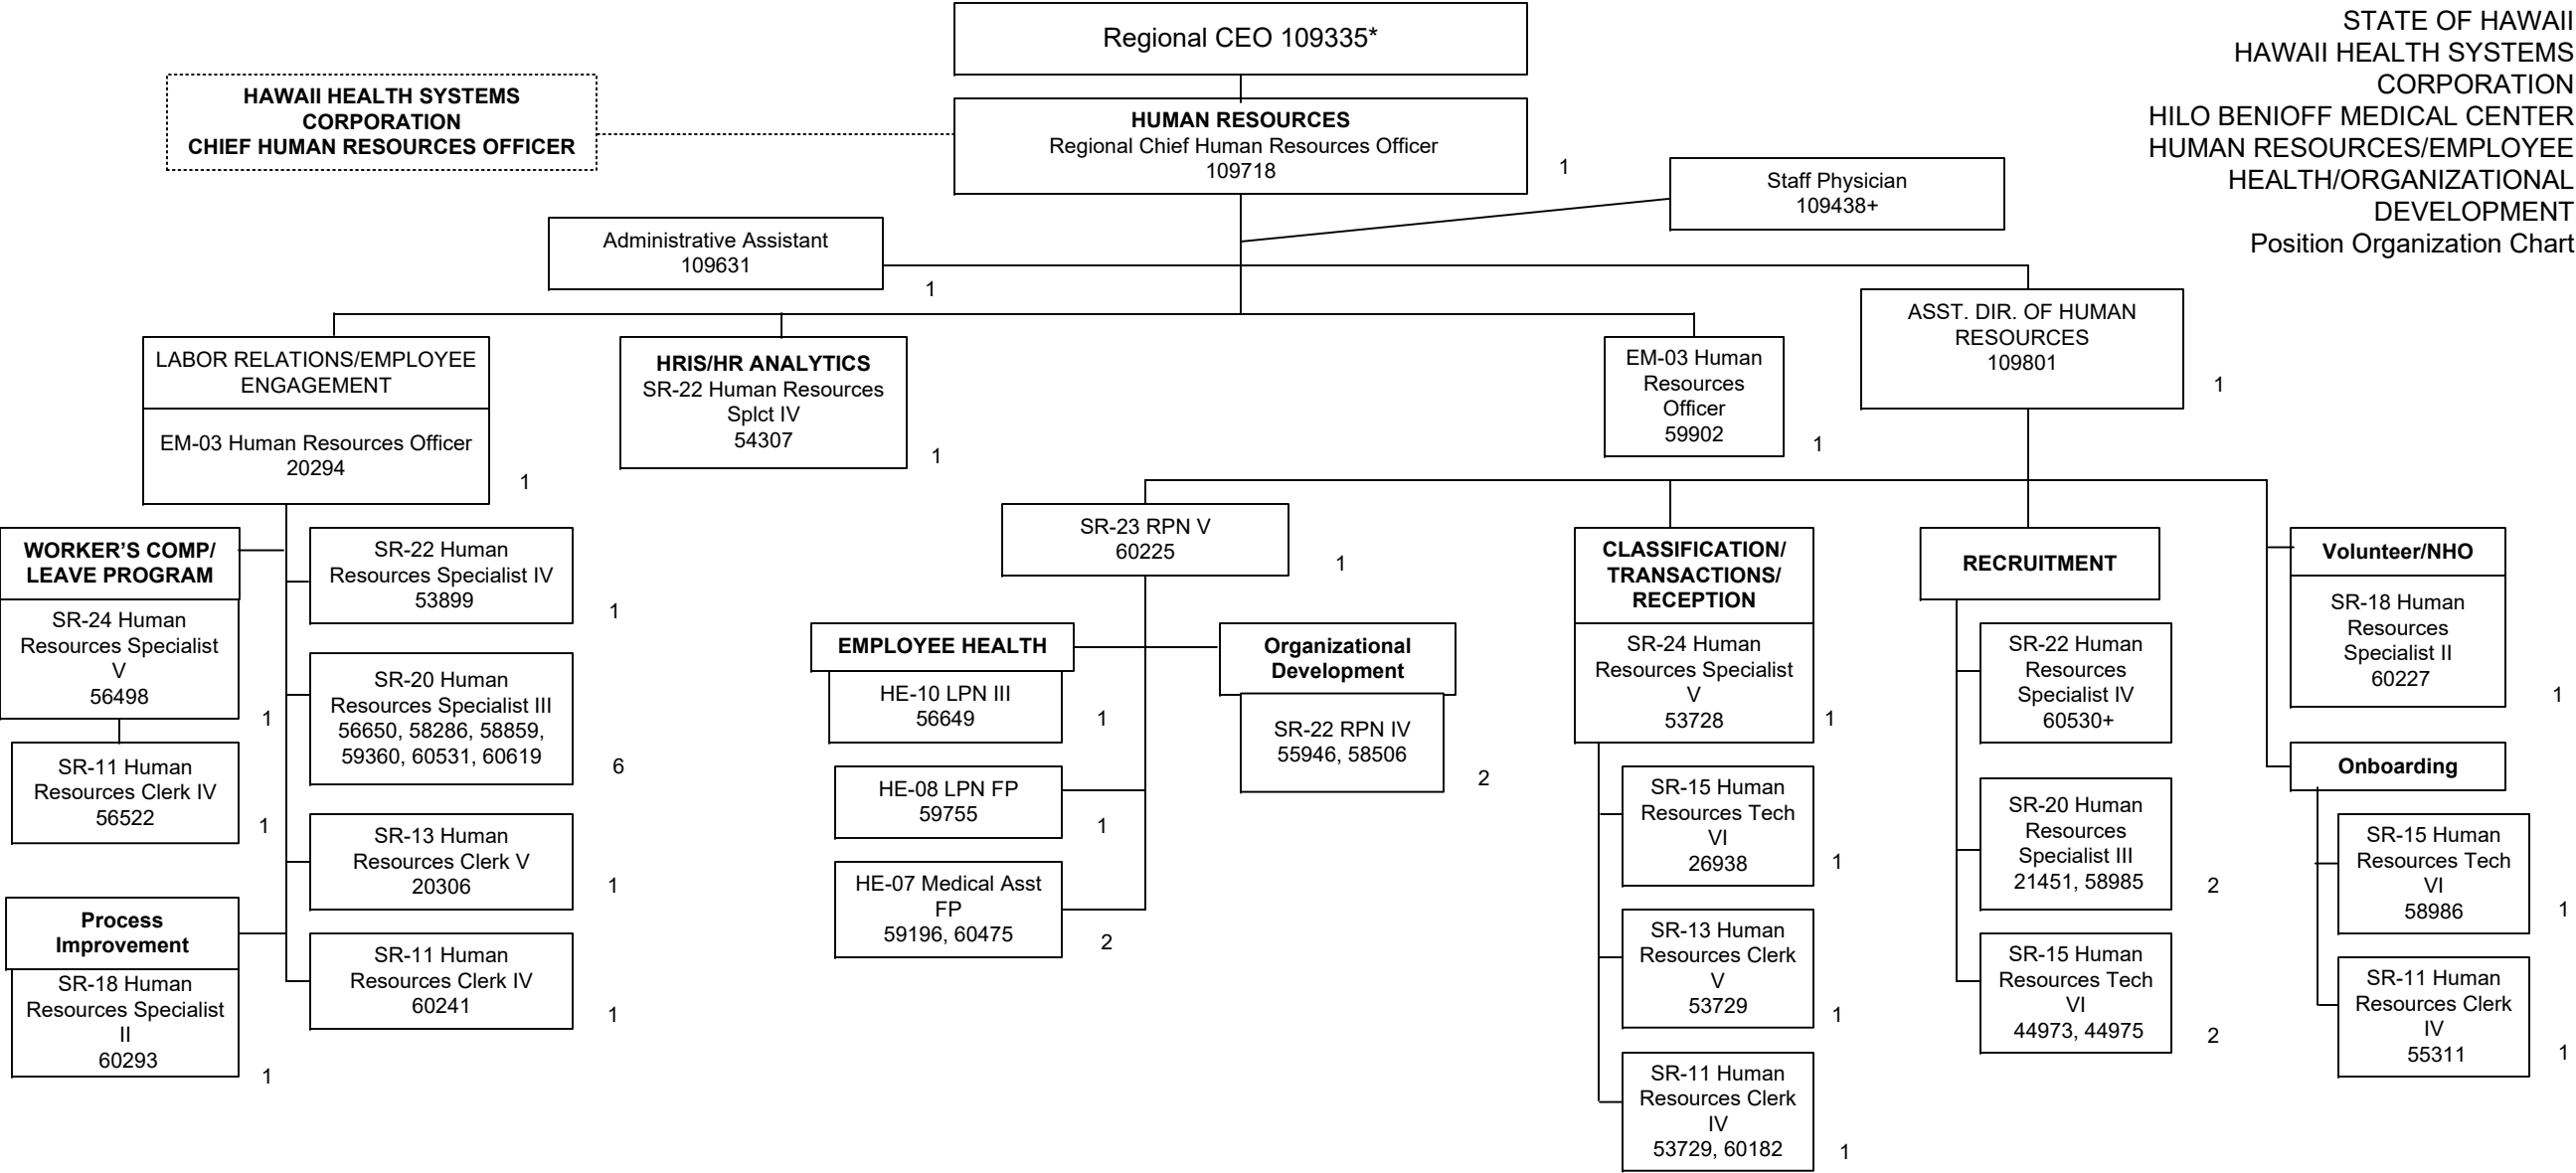 STATE OF HAWAII
HAWAII HEALTH SYSTEMS
CORPORATION
HILO BENIOFF MEDICAL CENTER
HUMAN RESOURCES/EMPLOYEE
HEALTH/ORGANIZATIONAL
DEVELOPMENT
Position Organization Chart
Regional CEO 109335*
HAWAII HEALTH SYSTEMS
CORPORATION
CHIEF HUMAN RESOURCES OFFICER
HUMAN RESOURCES
Regional Chief Human Resources Officer
109718
1
Staff Physician
109438+
Administrative Assistant
109631
1
LABOR RELATIONS/EMPLOYEE
ENGAGEMENT
EM-03 Human Resources Officer
20294
1
HRIS/HR ANALYTICS
SR-22 Human Resources
Splct IV
54307
1
EM-03 Human
Resources
Officer
59902
1
ASST. DIR. OF HUMAN
RESOURCES
109801
1
WORKER’S COMP/
LEAVE PROGRAM
SR-24 Human
Resources Specialist
V
56498
1
SR-11 Human
Resources Clerk IV
56522
1
Process
Improvement
SR-18 Human
Resources Specialist
II
60293
1
SR-22 Human
Resources Specialist IV
53899
1
SR-20 Human
Resources Specialist III
56650, 58286, 58859,
59360, 60531, 60619
6
SR-13 Human
Resources Clerk V
20306
1
SR-11 Human
Resources Clerk IV
60241
1
SR-23 RPN V
60225
1
EMPLOYEE HEALTH
HE-10 LPN III
56649
1
HE-08 LPN FP
59755
1
HE-07 Medical Asst
FP
59196, 60475
2
Organizational
Development
SR-22 RPN IV
55946, 58506
2
CLASSIFICATION/
TRANSACTIONS/
RECEPTION
SR-24 Human
Resources Specialist
V
53728
1
SR-15 Human
Resources Tech
VI
26938
1
SR-13 Human
Resources Clerk
V
53729
1
SR-11 Human
Resources Clerk
IV
53729, 60182
1
RECRUITMENT
SR-22 Human
Resources
Specialist IV
60530+
SR-20 Human
Resources
Specialist III
21451, 58985
2
SR-15 Human
Resources Tech
VI
44973, 44975
2
Volunteer/NHO
SR-18 Human
Resources
Specialist II
60227
1
Onboarding
SR-15 Human
Resources Tech
VI
58986
1
SR-11 Human
Resources Clerk
IV
55311
1